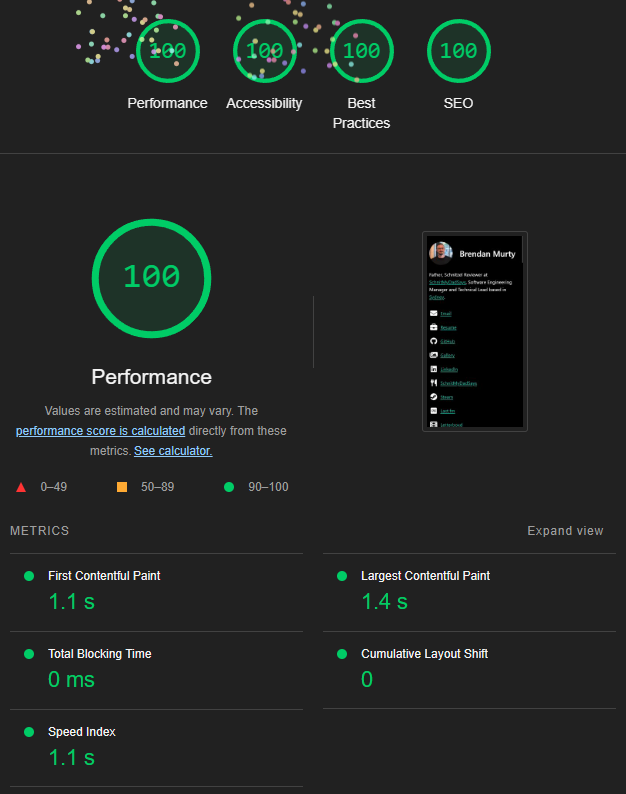 100 100 100 100
Performance Accessibility Best Practices SEO
100
Performance
Values are estimated and may vary. The
performance score is calculated directly from these
metrics. See calculator.
0–49 50–89 90–100
Brendan Murty
Father, Schnitzel Reviewer at
SchnitMyDaoDays, Software Engineering
Manager and Technical Lead based in
Sydney.
Email
Resume
GitHub
Gallery
LinkedIn
Steam
Last.fm
METRICS Expand view
First Contentful Paint
1.1 s
Largest Contentful Paint
1.4 s
Total Blocking Time
0 ms
Cumulative Layout Shift
0
Speed Index
1.1 s